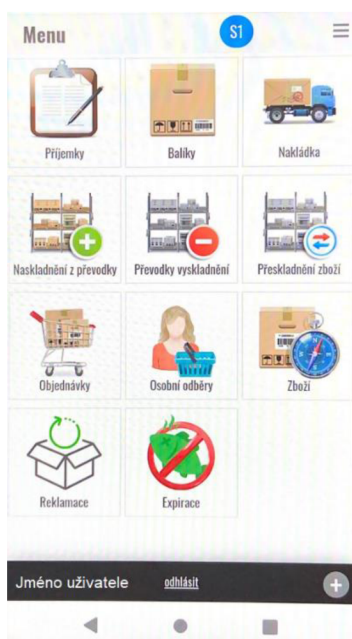 Menu
S1
Příjemky
Balíky
Nakládka
Naskladnění z převodky
Převodky vyskladnění
Přeskladnění zboží
Objednávky
Osobní odběry
Zboží
Reklamace
Expirace
Jméno uživatele
odhlásit